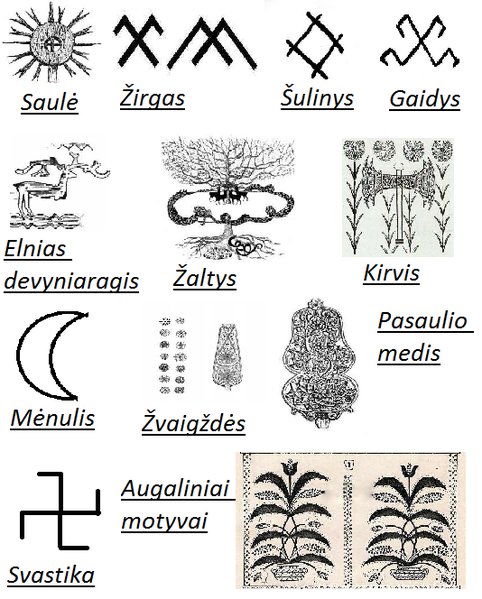 Saulė
Žirgas
Šulinys
Gaidys
Elnias
devyniaragis
Žaltys
Kirvis
Mėnulis
Žvaigždės
Pasaulio
medis
Svastika
Augaliniai
motyvai